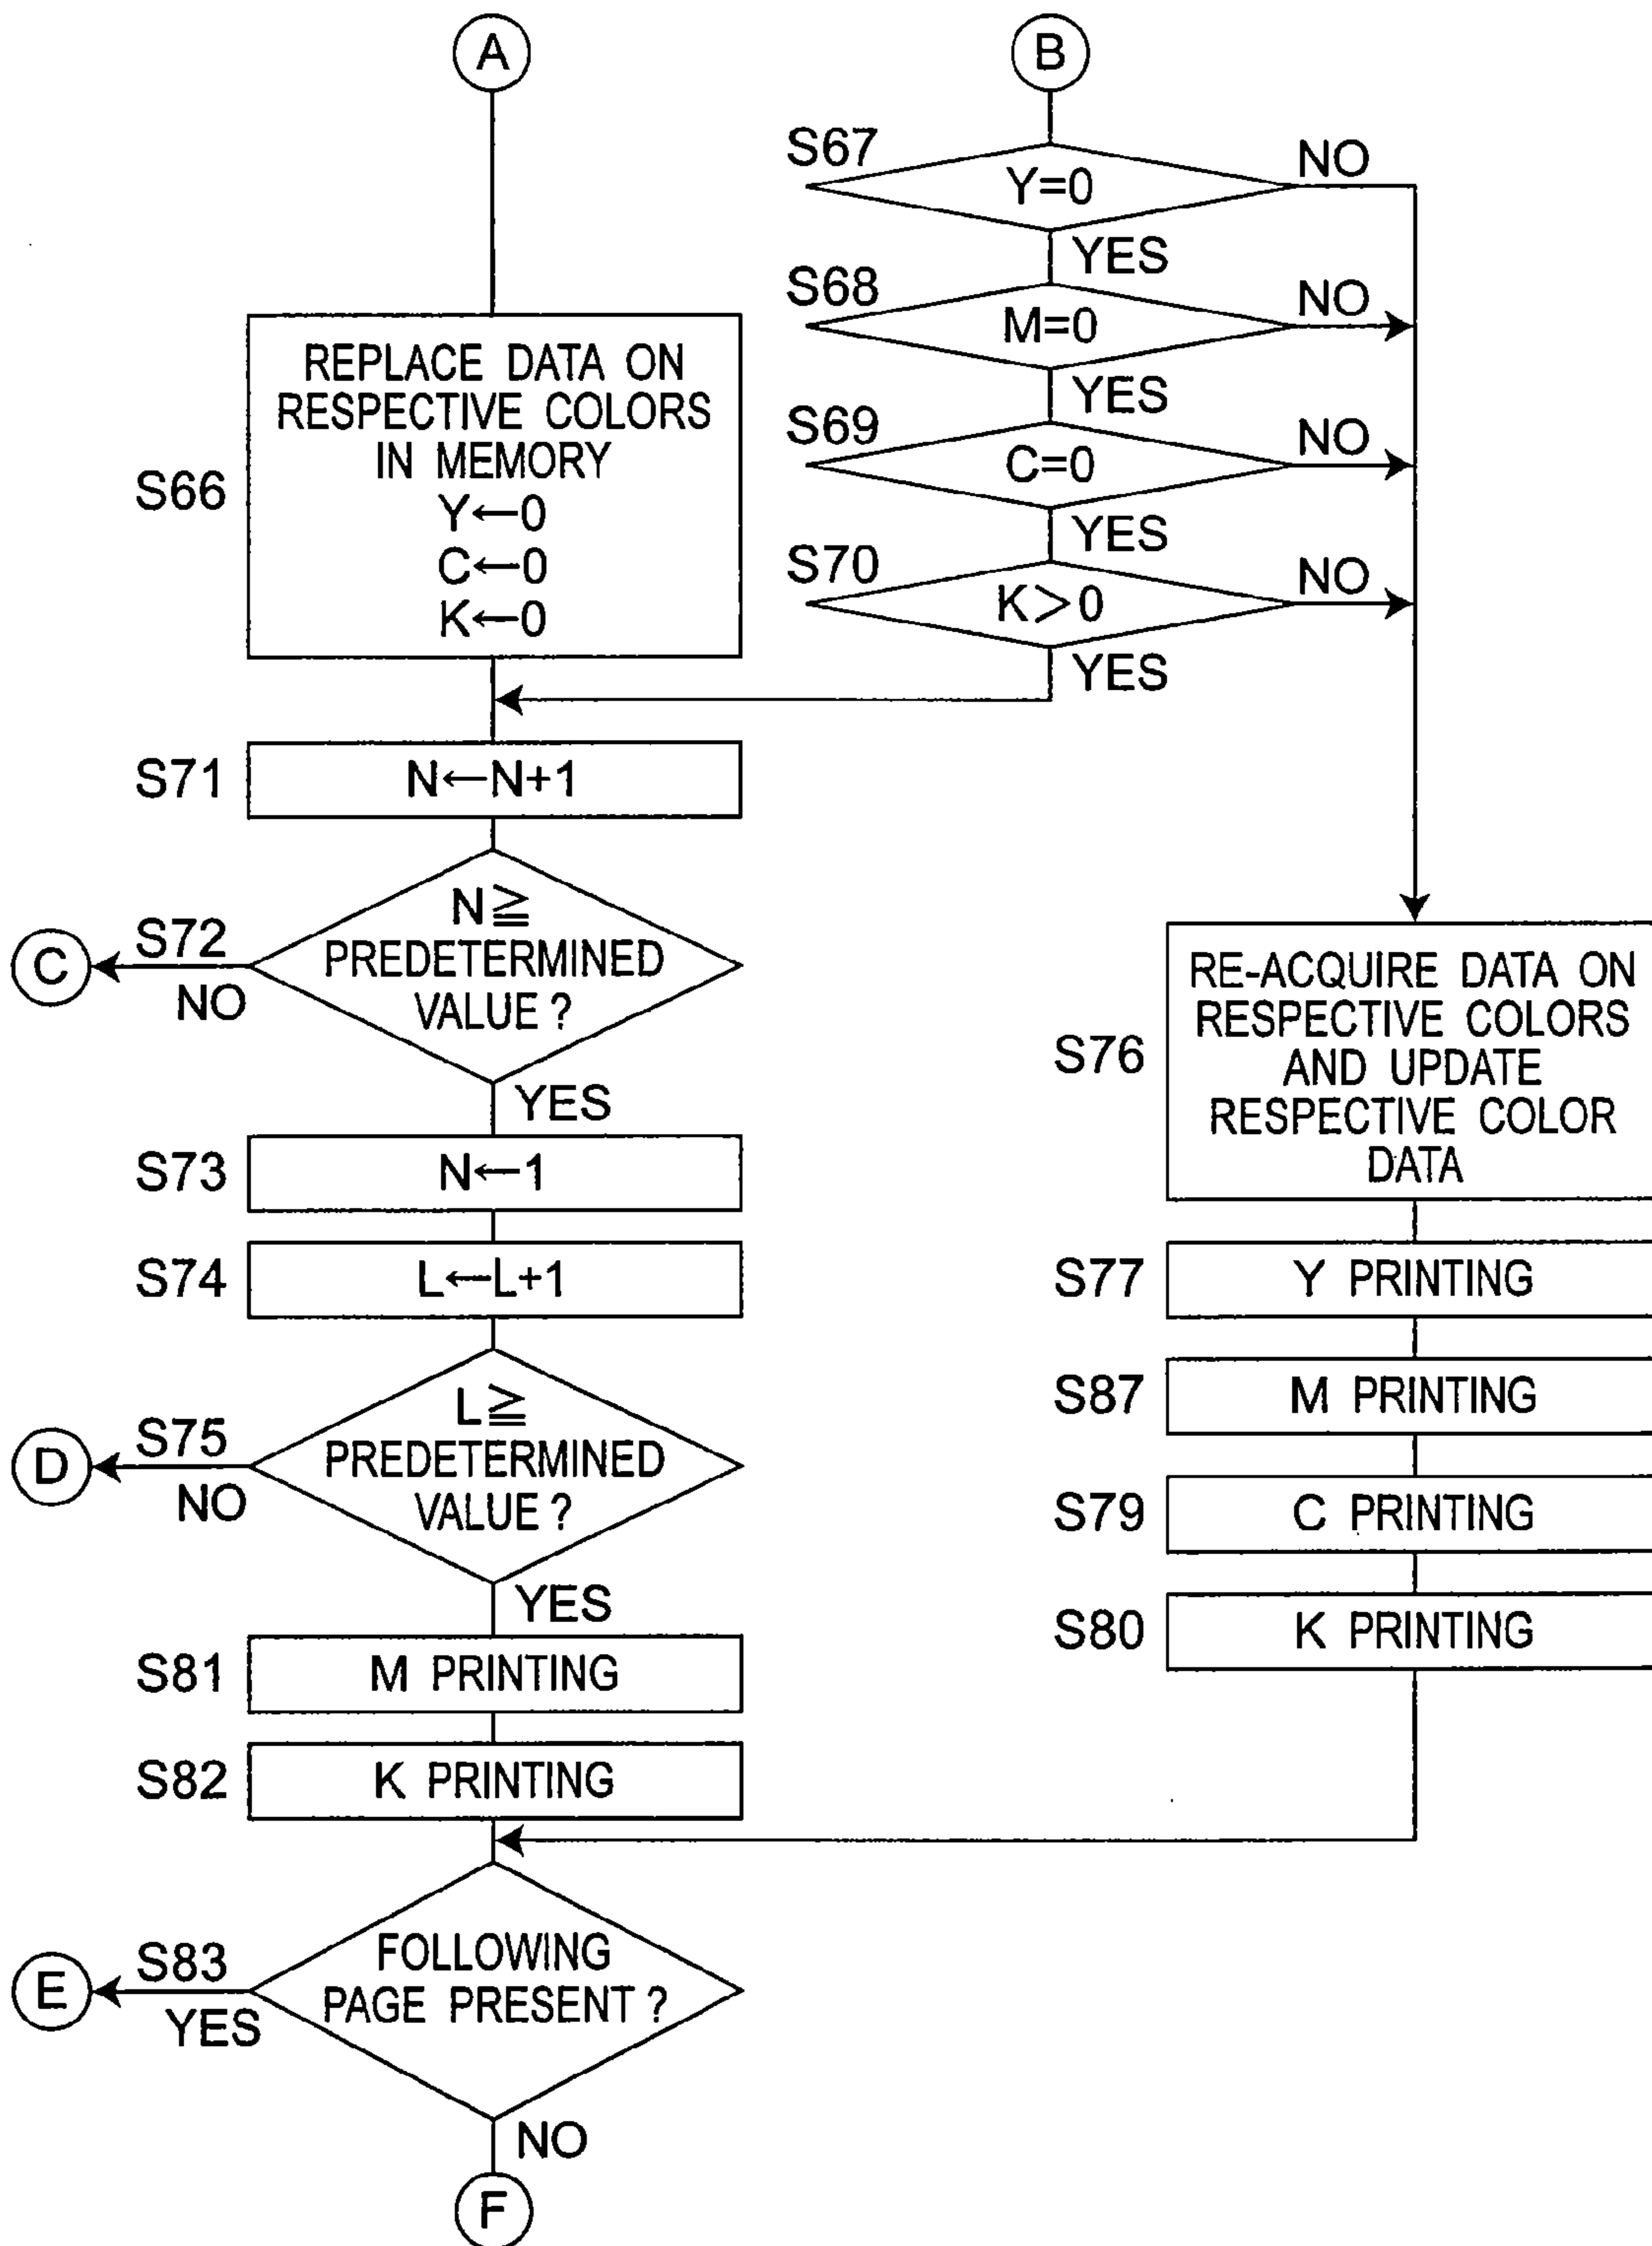 A
B
S67
Y=0
NO
YES
S68
M=0
NO
YES
S69
C=0
NO
YES
S70
K>0
NO
YES
S66
REPLACE DATA ON
RESPECTIVE COLORS
IN MEMORY
Y←0
C←0
K←0
S71
N←N+1
S72
N≧
PREDETERMINED
VALUE ?
C
NO
YES
S73
N←1
S74
L←L+1
S75
L≧
PREDETERMINED
VALUE ?
D
NO
YES
S81
M PRINTING
S82
K PRINTING
S76
RE-ACQUIRE DATA ON
RESPECTIVE COLORS
AND UPDATE
RESPECTIVE COLOR
DATA
S77
Y PRINTING
S87
M PRINTING
S79
C PRINTING
S80
K PRINTING
S83
FOLLOWING
PAGE PRESENT ?
E
YES
NO
F